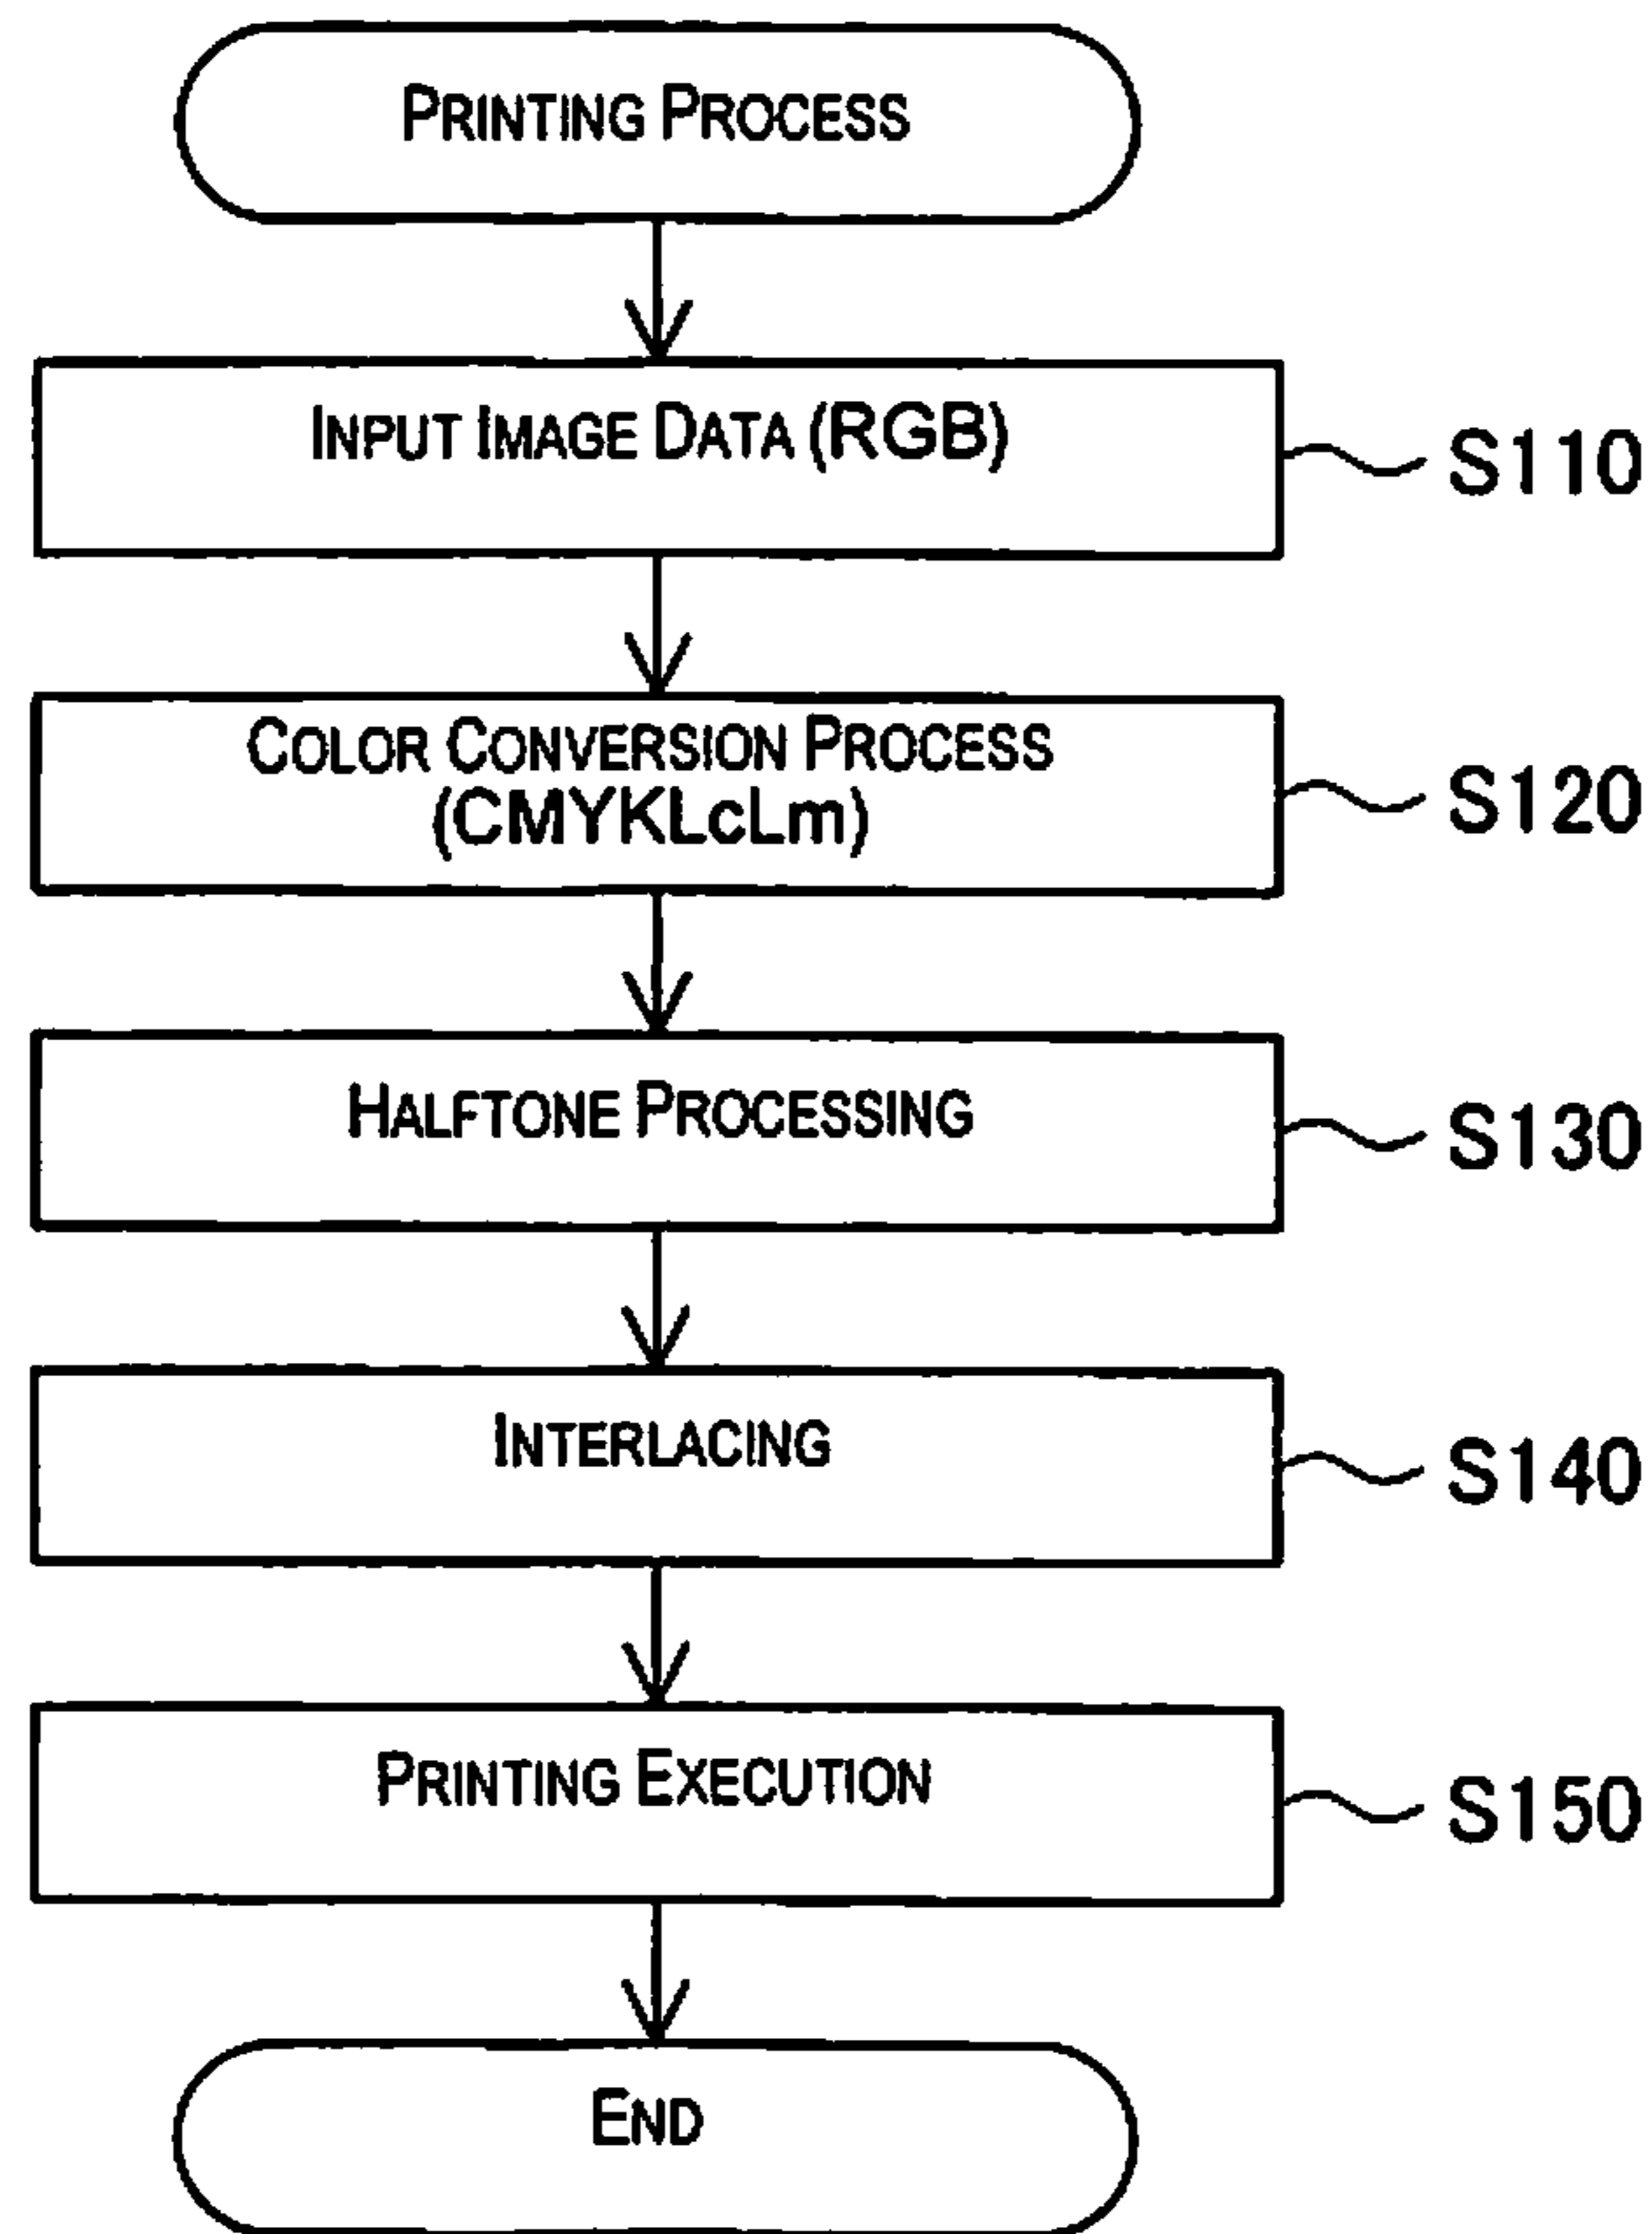 PRINTING PROCESS
INPUT IMAGE DATA (RGB)
S110
COLOR CONVERSION PROCESS
(CMYKLcLm)
S120
HALFTONE PROCESSING
S130
INTERLACING
S140
PRINTING EXECUTION
S150
END